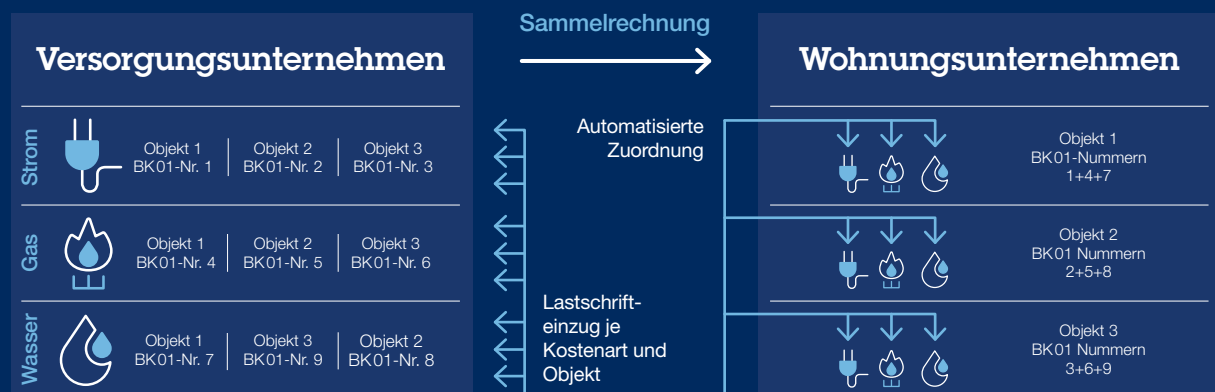 Versorgungsunternehmen
Strom
Objekt 1
BK01-Nr. 1
Objekt 2
BK01-Nr. 2
Objekt 3
BK01-Nr. 3
Gas
Objekt 1
BK01-Nr. 4
Objekt 2
BK01-Nr. 5
Objekt 3
BK01-Nr. 6
Wasser
Objekt 1
BK01-Nr. 7
Objekt 3
BK01-Nr. 9
Objekt 2
BK01-Nr. 8
Sammelrechnung
Automatisierte
Zuordnung
Lastschrift-
einzug je
Kostenart und
Objekt
Wohnungsunternehmen
Objekt 1
BK01-Nummern
1+4+7
Objekt 2
BK01 Nummern
2+5+8
Objekt 3
BK01 Nummern
3+6+9